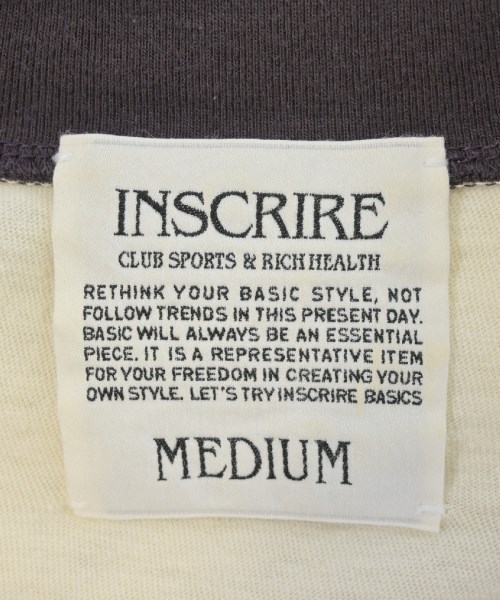 INSCRIRE
CLUB SPORTS & RICH HEALTH
RETHINK YOUR BASIC STYLE, NOT
FOLLOW TRENDS IN THIS PRESENT DAY.
BASIC WILL ALWAYS BE AN ESSENTIAL
PIECE. IT IS A REPRESENTATIVE ITEM
FOR YOUR FREEDOM IN CREATING YOUR
OWN STYLE. LET'S TRY INSCRIRE BASICS
MEDIUM